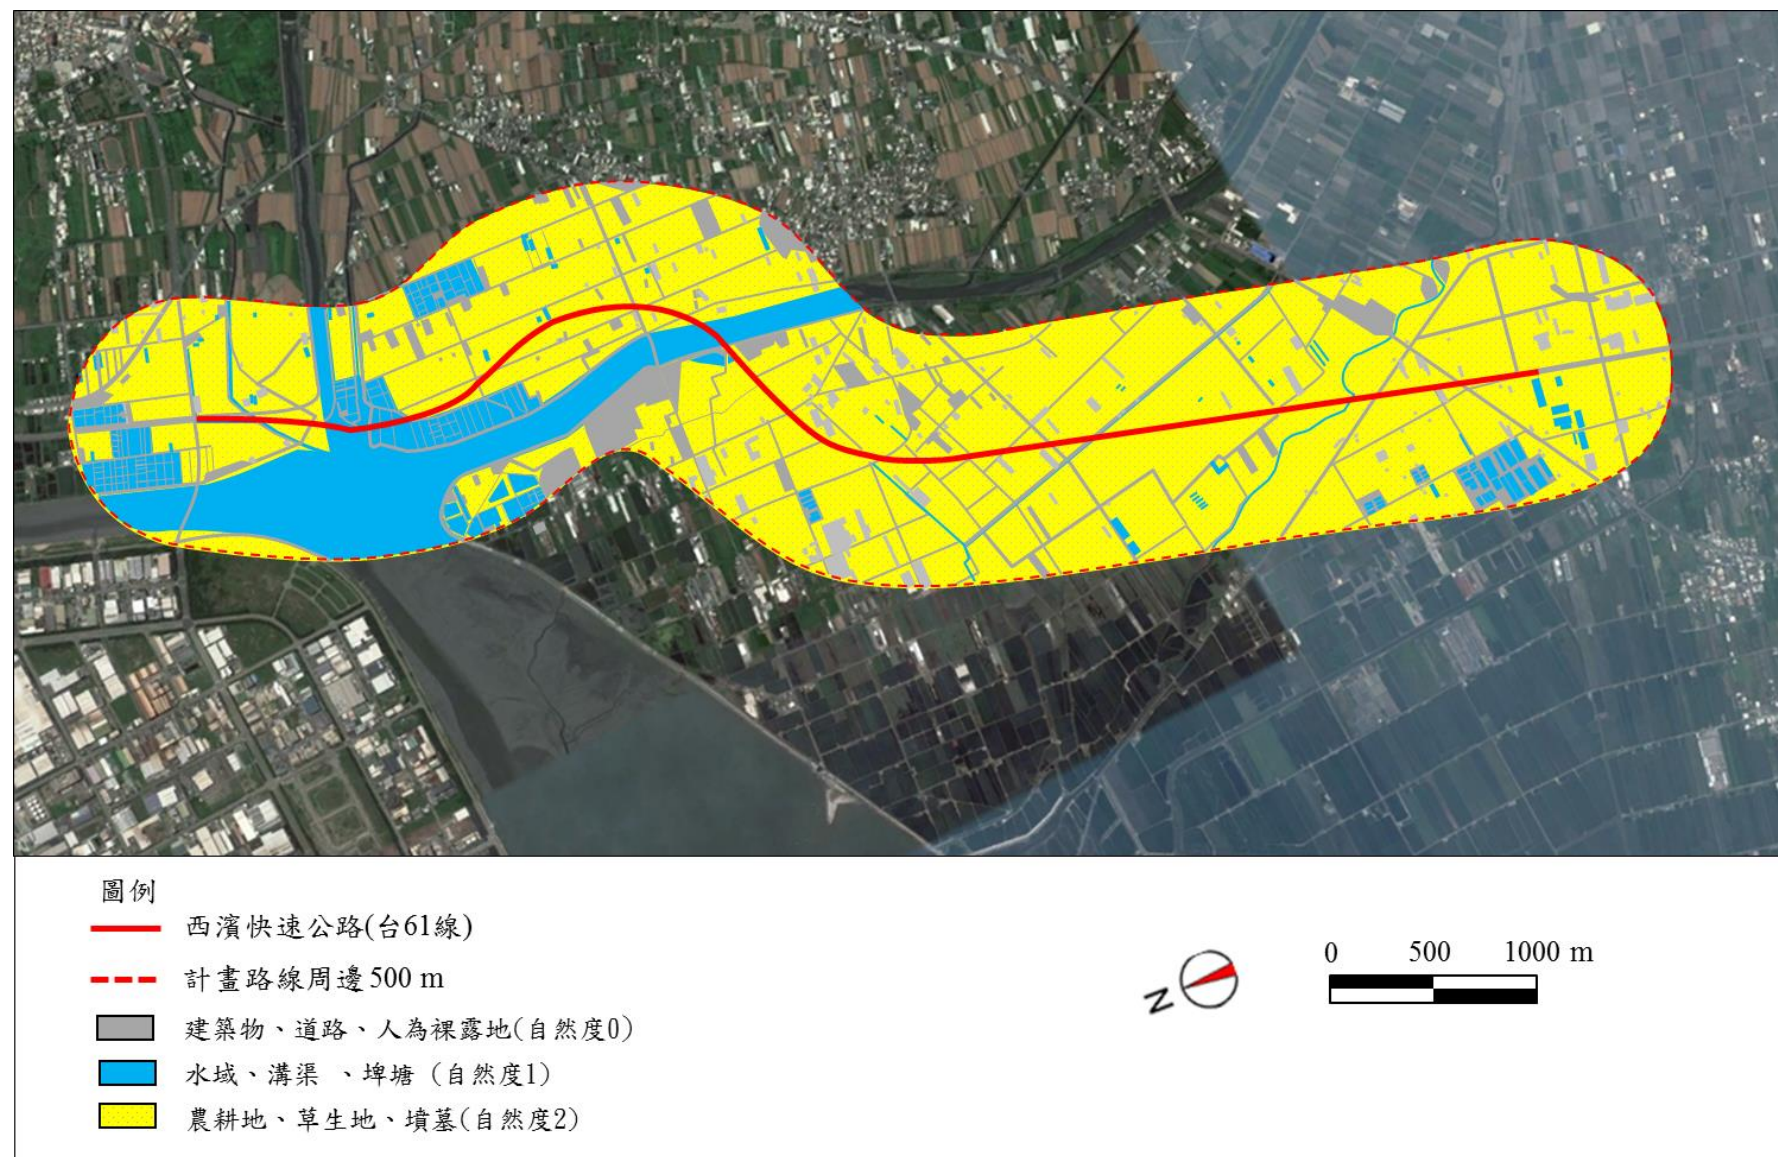 圖例
西濱快速公路(台61線)
計畫路線周邊500 m
建築物、道路、人為裸露地(自然度0)
水域、溝渠 、埤塘 (自然度1)
農耕地、草生地、墳墓(自然度2)
N
0 500 1000 m